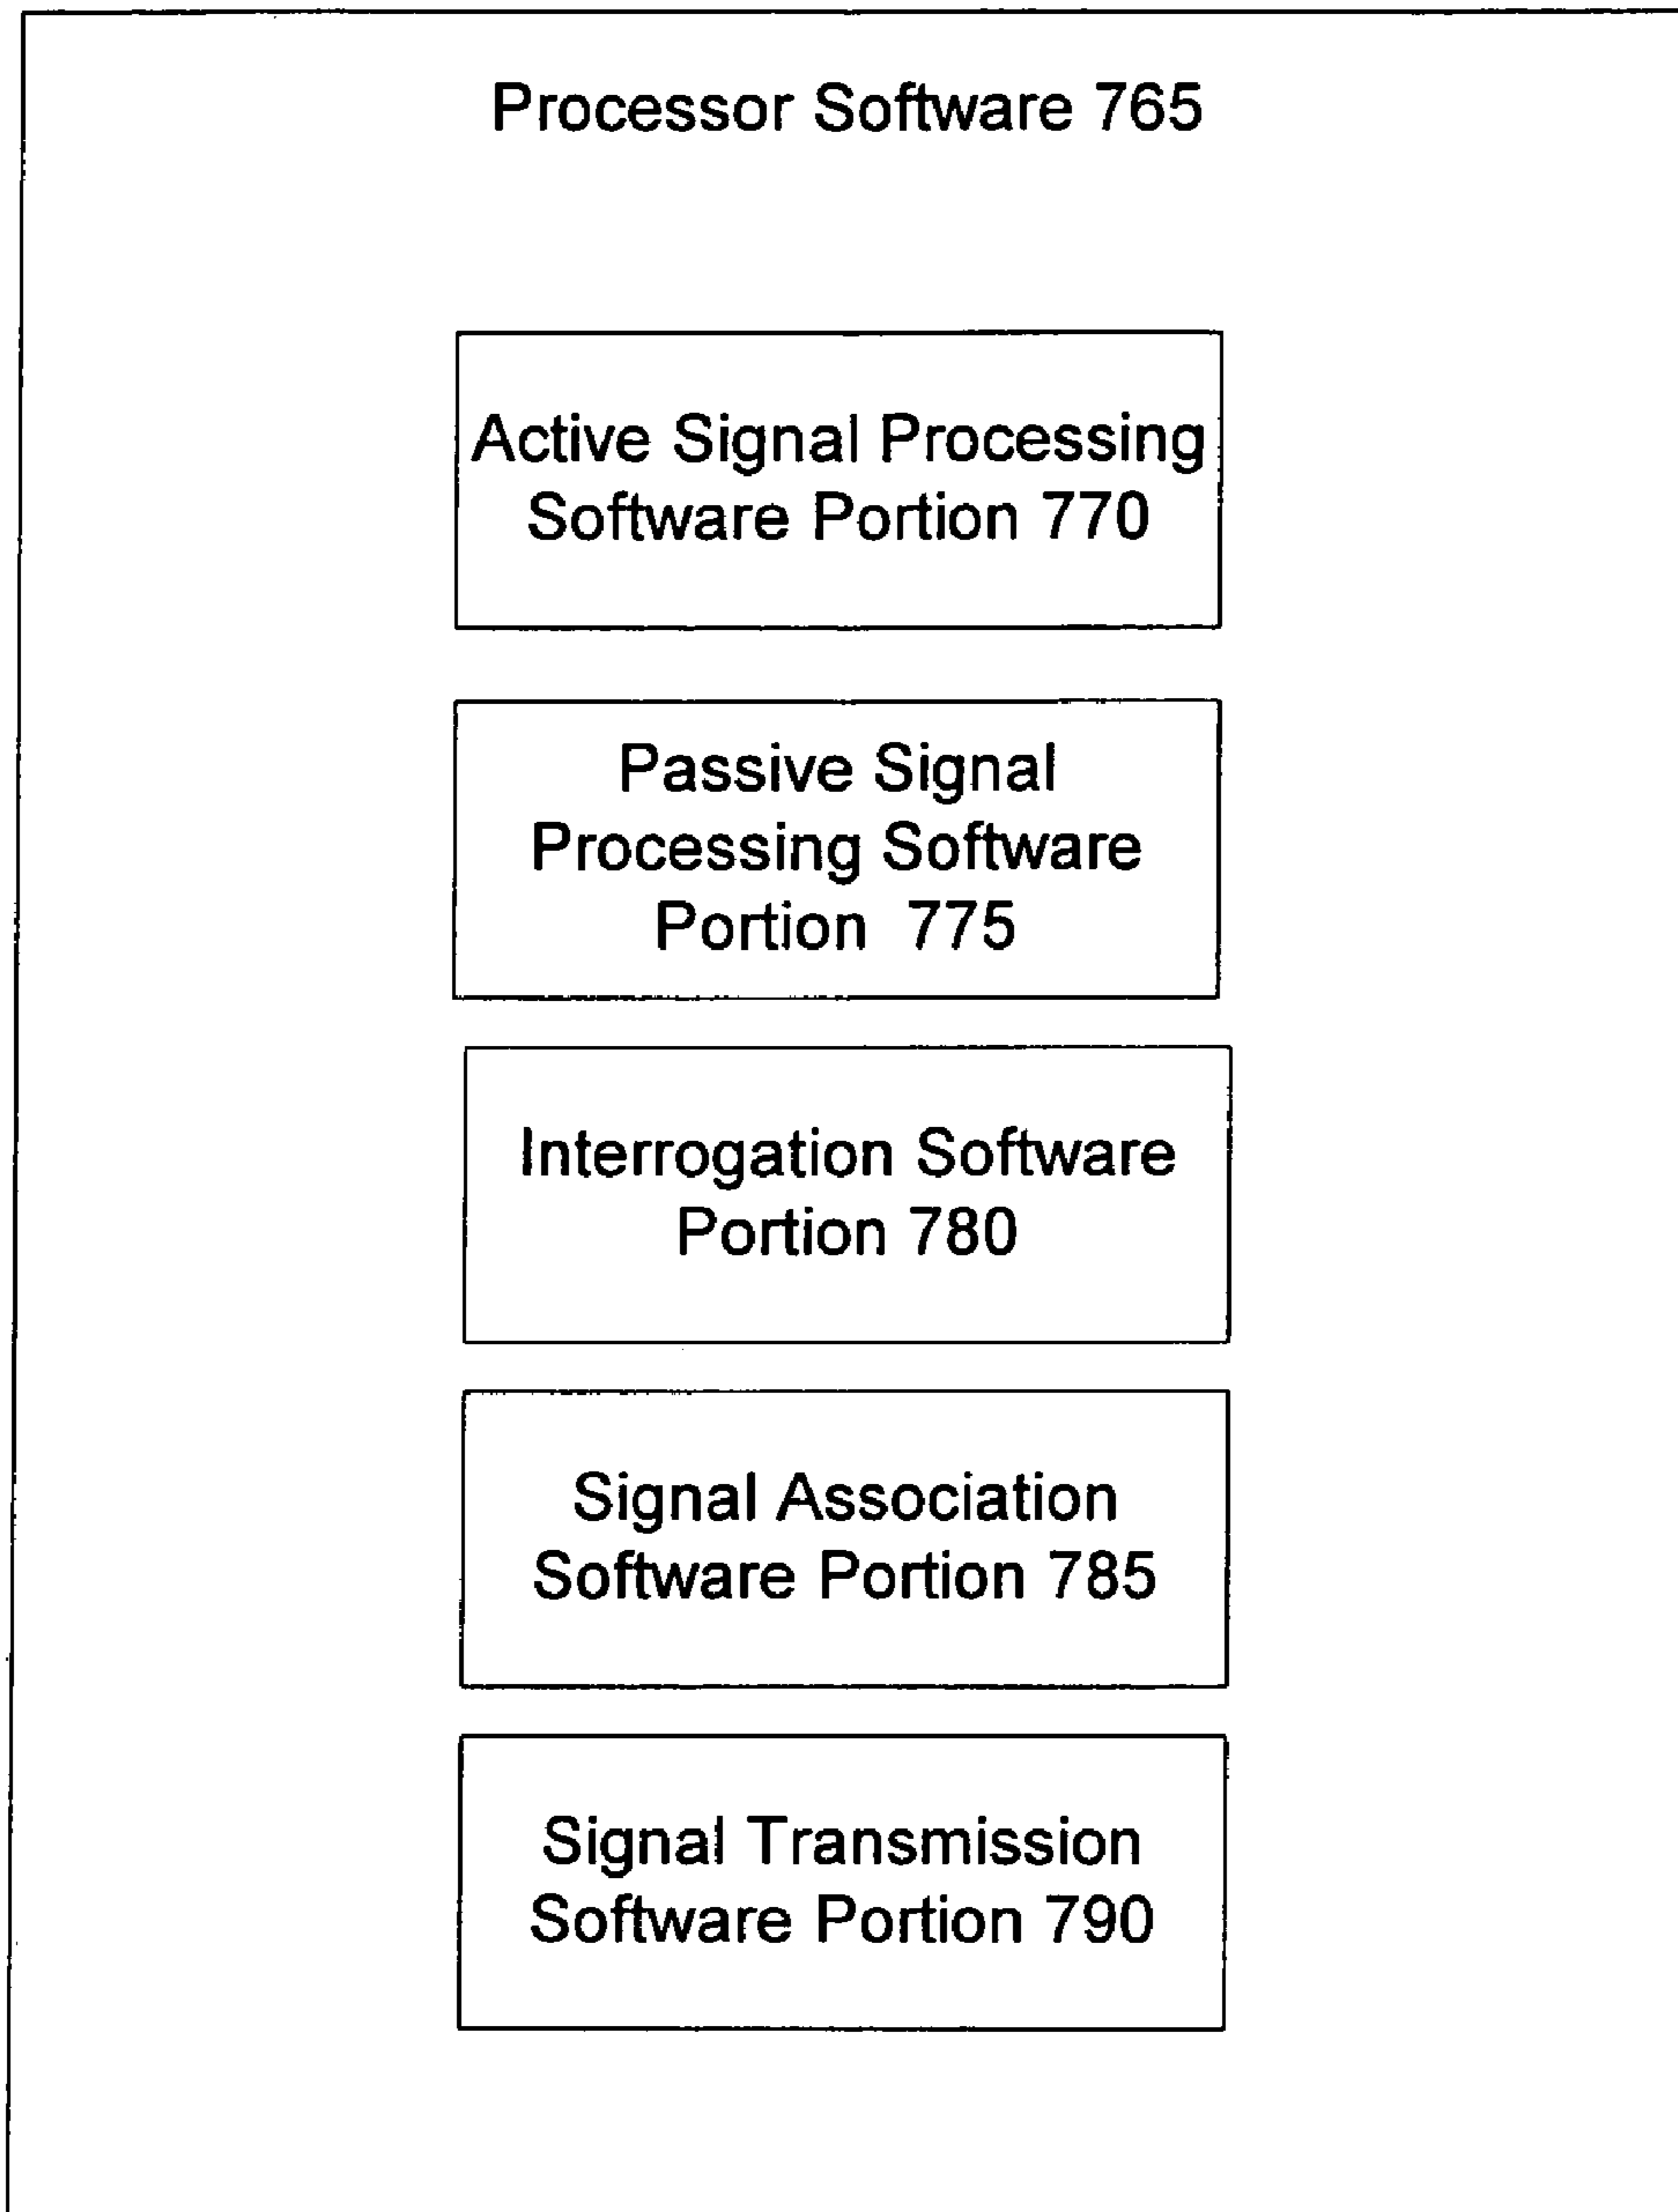 Processor Software 765
Active Signal Processing
Software Portion 770
Passive Signal
Processing Software
Portion 775
Interrogation Software
Portion 780
Signal Association
Software Portion 785
Signal Transmission
Software Portion 790